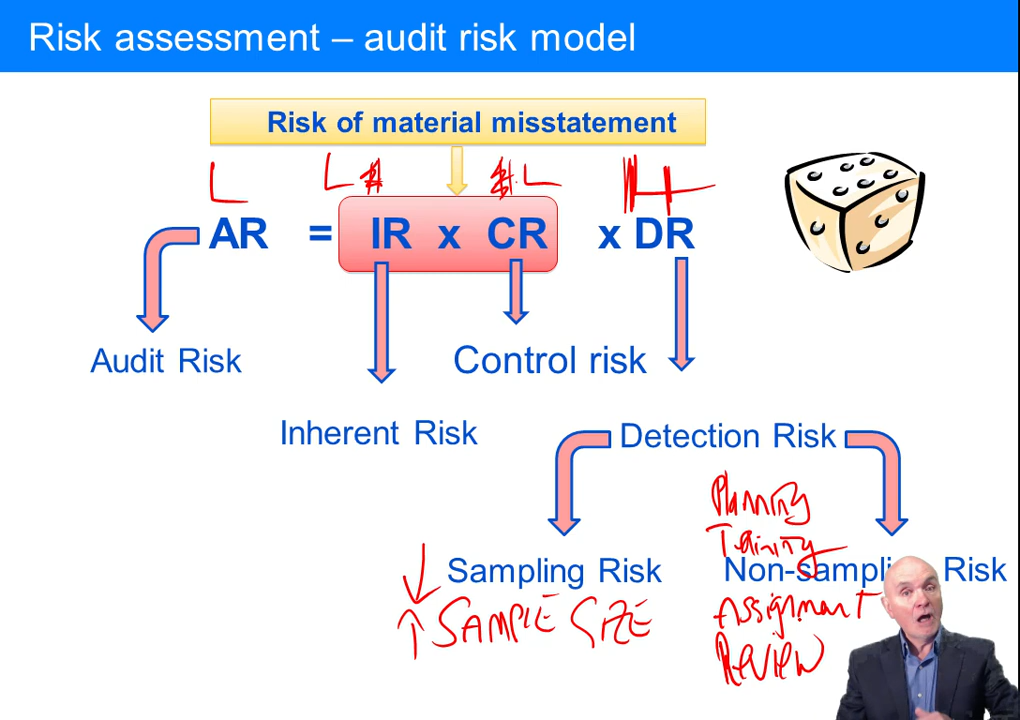 Risk assessment – audit risk model
Risk of material misstatement
L L L H
AR = IR x CR x DR
Audit Risk
Control risk
Inherent Risk
Detection Risk
Planning
Training
Sampling Risk
Non-sampli Risk
↓
↑ SAMPLE SIZE
Assignment
Review